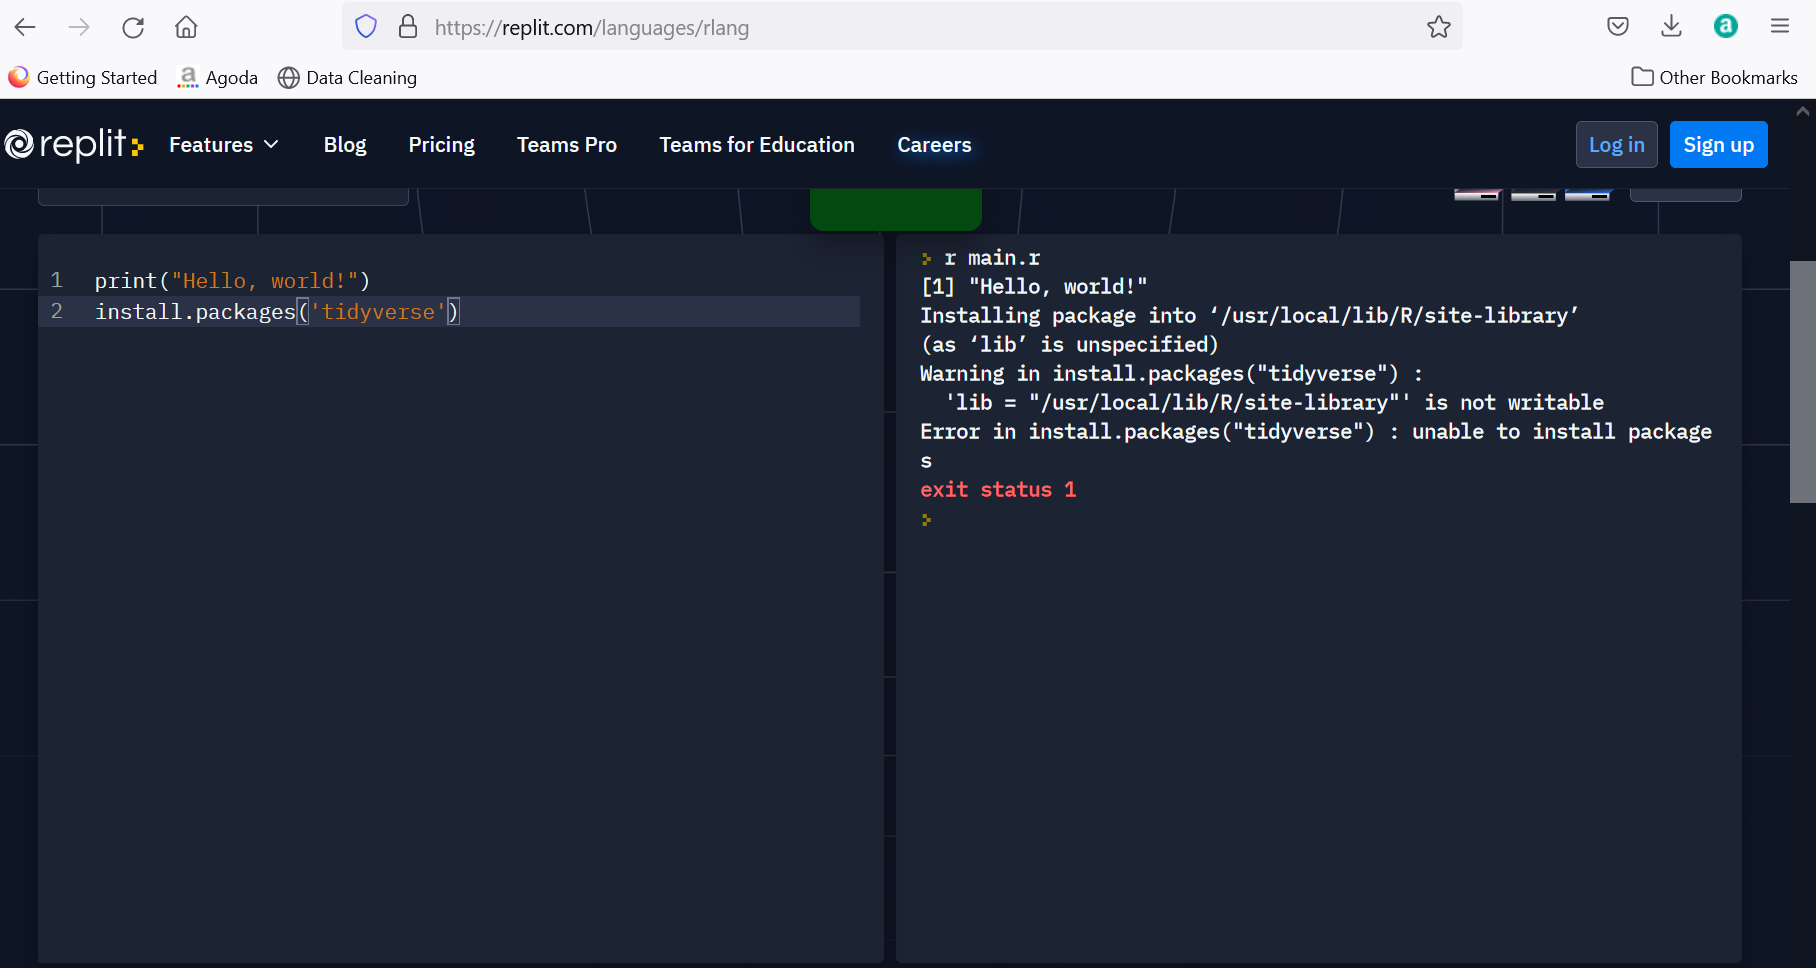 https://replit.com/languages/rlang
a
Getting Started
a Agoda
Data Cleaning
Other Bookmarks
replit
Features
Blog
Pricing
Teams Pro
Teams for Education
Careers
Log in
Sign up
1 print("Hello, world!")
2 install.packages('tidyverse')
r main.r
[1] "Hello, world!"
Installing package into ‘/usr/local/lib/R/site-library’
(as ‘lib’ is unspecified)
Warning in install.packages("tidyverse") :
  'lib = "/usr/local/lib/R/site-library"' is not writable
Error in install.packages("tidyverse") : unable to install package
s
exit status 1